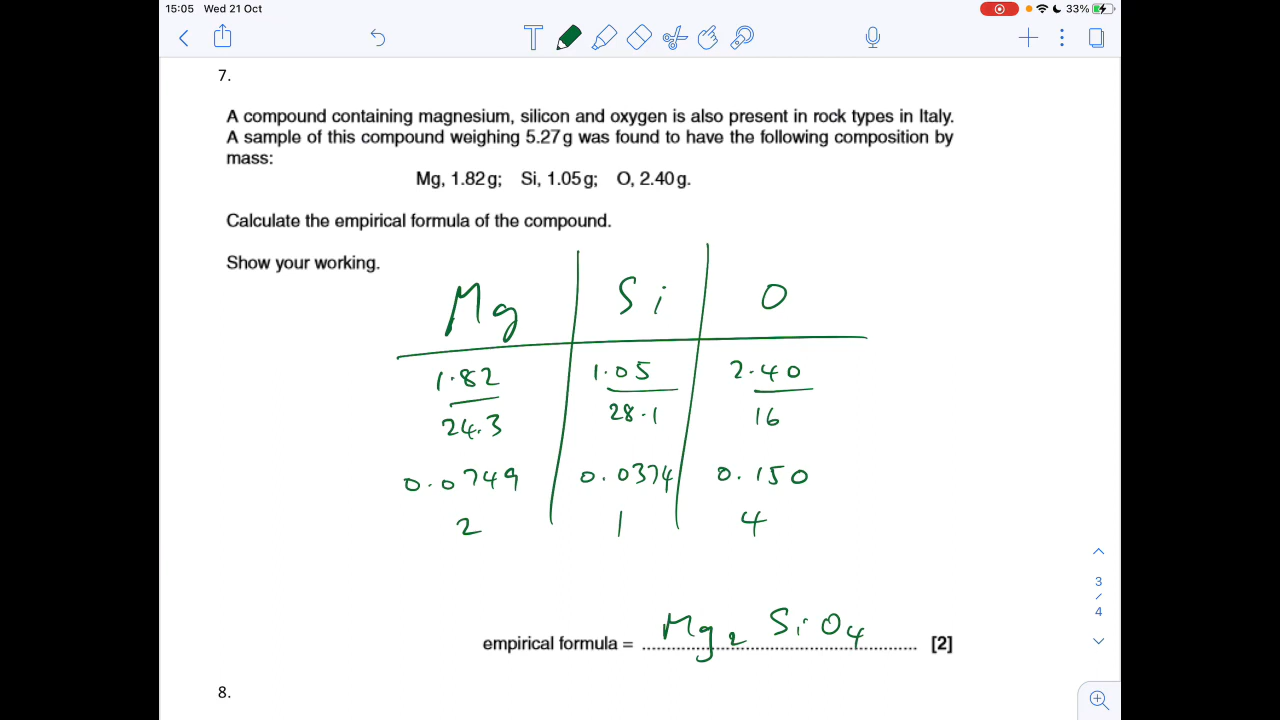 15:05 Wed 21 Oct 33%
T
7.
A compound containing magnesium, silicon and oxygen is also present in rock types in Italy.
A sample of this compound weighing 5.27 g was found to have the following composition by
mass:
Mg, 1.82 g; Si, 1.05 g; O, 2.40 g.
Calculate the empirical formula of the compound.
Show your working.
Mg Si O
1.82 1.05 2.40
24.3 28.1 16
0.0749 0.0374 0.150
2 1 4
3
/
4
empirical formula = Mg₂ SiO₄ [2]
8.